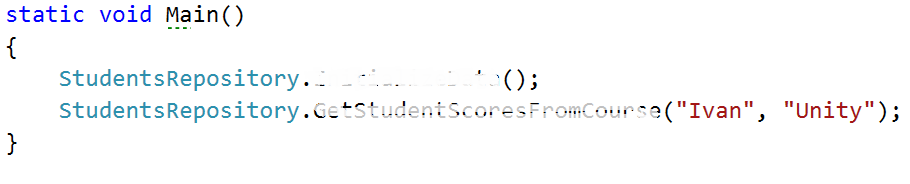 static void Main()
{
StudentsRepository.();
StudentsRepository.GetStudentScoresFromCourse("Ivan", "Unity");
}